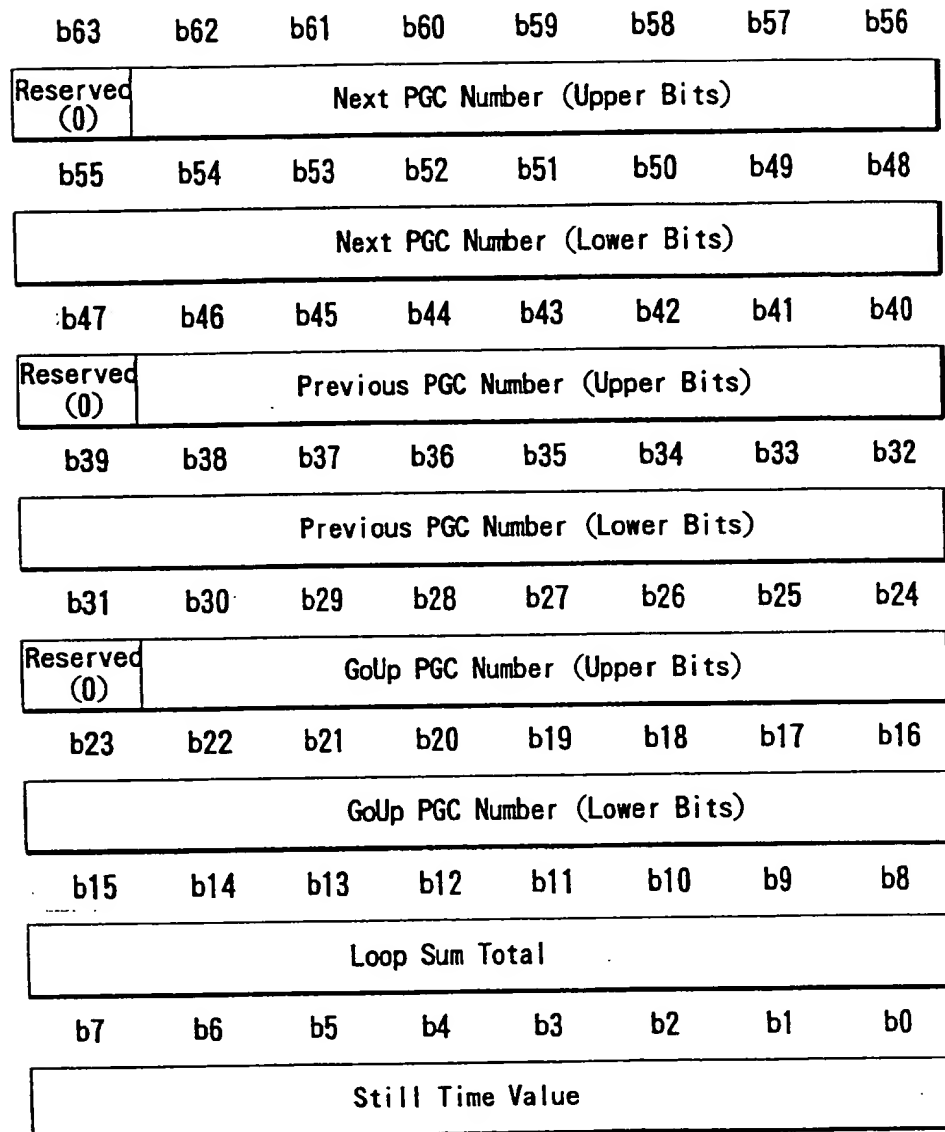 b63 b62 b61 b60 b59 b58 b57 b56
Reserved Next PGC Number (Upper Bits)
(0)
b55 b54 b53 b52 b51 b50 b49 b48
Next PGC Number (Lower Bits)
b47 b46 b45 b44 b43 b42 b41 b40
Reserved Previous PGC Number (Upper Bits)
(0)
b39 b38 b37 b36 b35 b34 b33 b32
Previous PGC Number (Lower Bits)
b31 b30 b29 b28 b27 b26 b25 b24
Reserved GoUp PGC Number (Upper Bits)
(0)
b23 b22 b21 b20 b19 b18 b17 b16
GoUp PGC Number (Lower Bits)
b15 b14 b13 b12 b11 b10 b9 b8
Loop Sum Total
b7 b6 b5 b4 b3 b2 b1 b0
Still Time Value